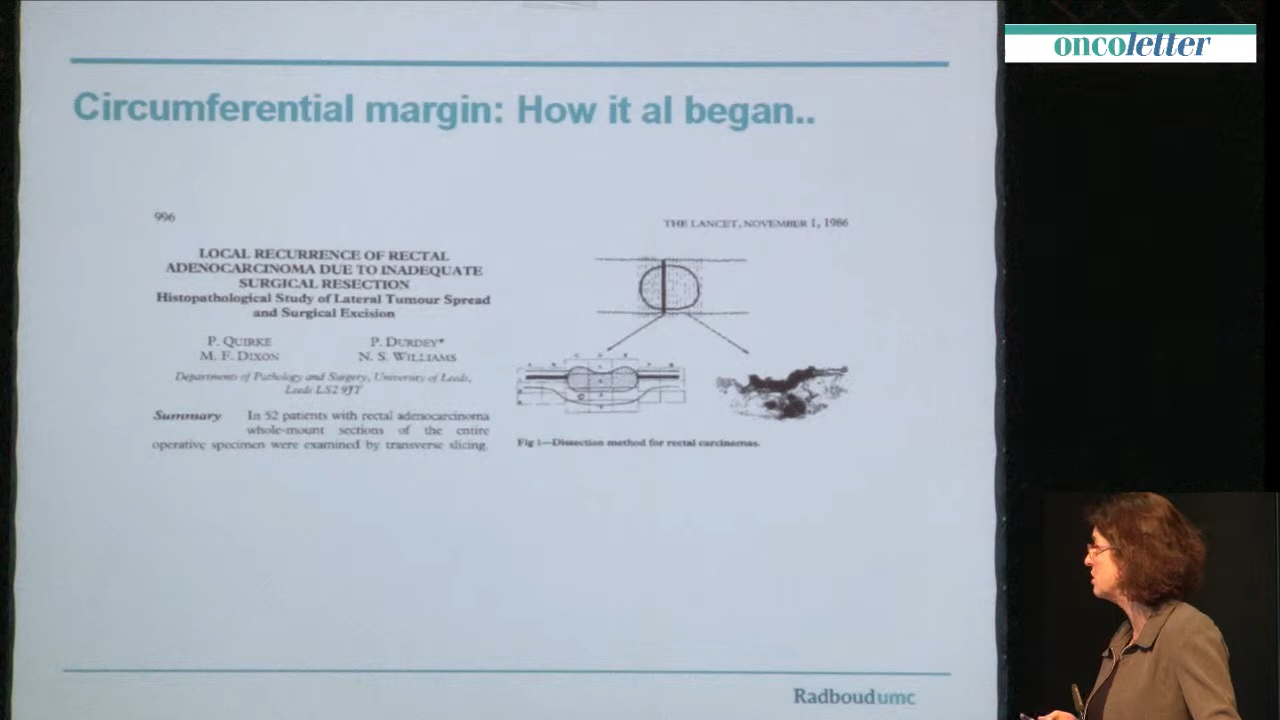 oncoletter
Circumferential margin: How it al began..
996
THE LANCET, NOVEMBER 1, 1986
LOCAL RECURRENCE OF RECTAL
ADENOCARCINOMA DUE TO INADEQUATE
SURGICAL RESECTION
Histopathological Study of Lateral Tumour Spread
and Surgical Excision
P. QUIRKE P. DURDEY*
M. F. DIXON N. S. WILLIAMS
Departments of Pathology and Surgery, University of Leeds,
Leeds LS2 9JT
Summary In 52 patients with rectal adenocarcinoma
whole-mount sections of the entire
operative specimen were examined by transverse slicing.
Fig 1—Dissection method for rectal carcinomas.
Radboudumc